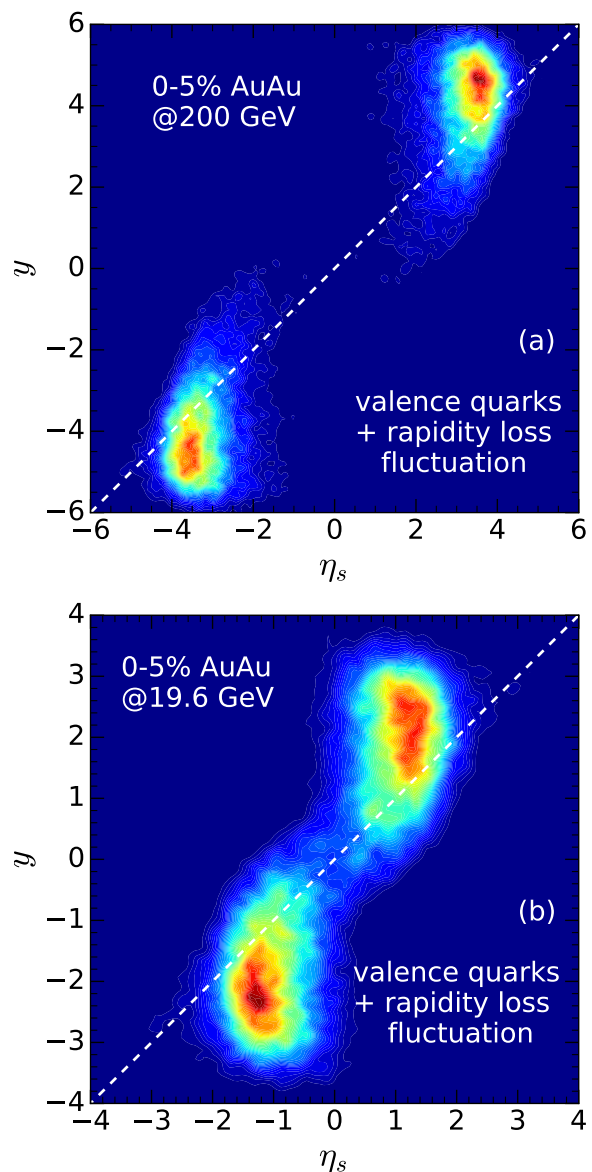 6
4
2
0
−2
−4
−6
y
0-5% AuAu
@200 GeV
(a)
valence quarks
+ rapidity loss
fluctuation
−6 −4 −2 0 2 4 6
η_s
4
3
2
1
0
−1
−2
−3
−4
y
0-5% AuAu
@19.6 GeV
(b)
valence quarks
+ rapidity loss
fluctuation
−4 −3 −2 −1 0 1 2 3 4
η_s